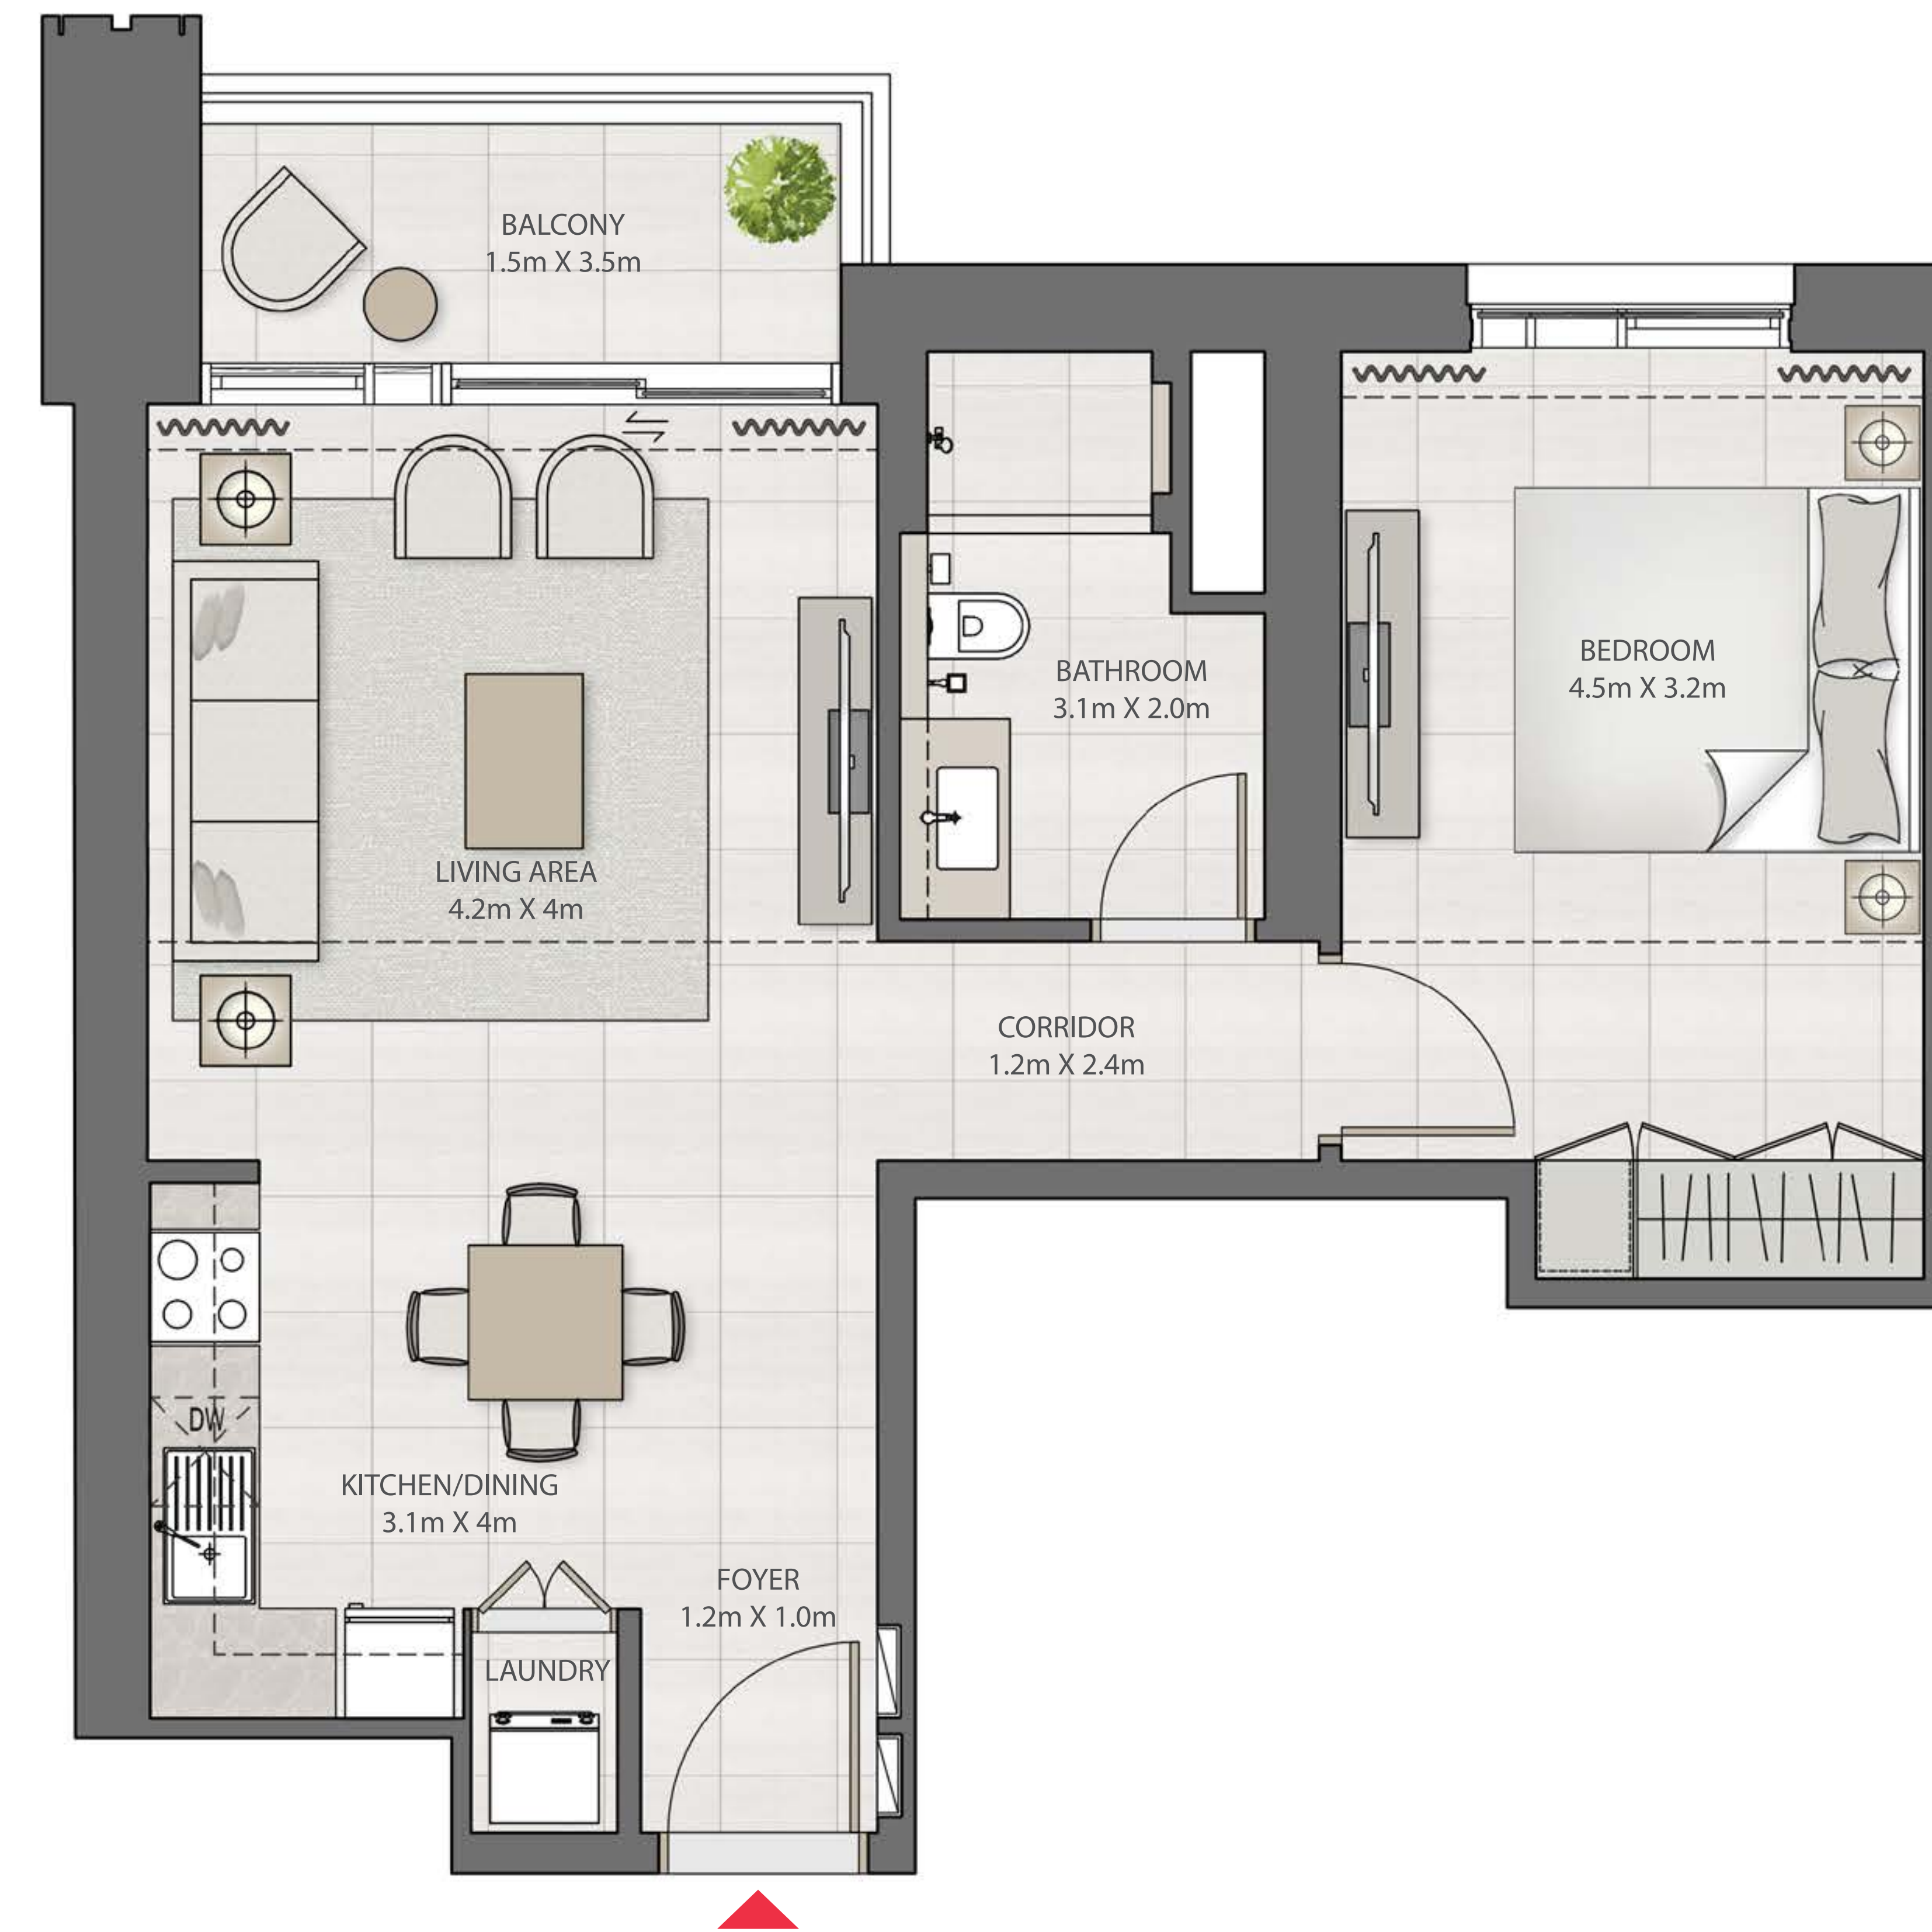 BALCONY
1.5m X 3.5m
BATHROOM
3.1m X 2.0m
BEDROOM
4.5m X 3.2m
LIVING AREA
4.2m X 4m
CORRIDOR
1.2m X 2.4m
DW
KITCHEN/DINING
3.1m X 4m
FOYER
1.2m X 1.0m
LAUNDRY